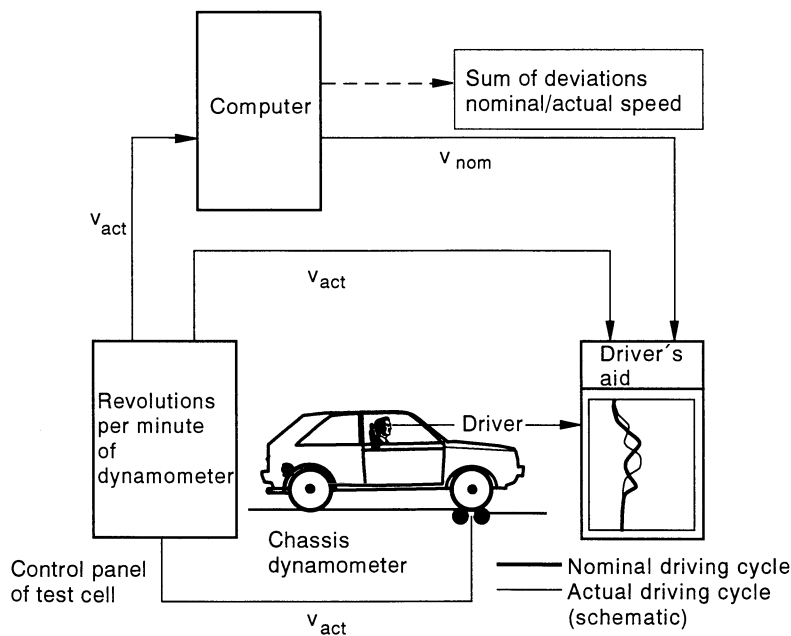 Computer
Sum of deviations
nominal/actual speed
v nom
v act
v act
Driver´s
aid
Revolutions
per minute
of
dynamometer
Driver
Chassis
dynamometer
Control panel
of test cell
v act
Nominal driving cycle
Actual driving cycle
(schematic)